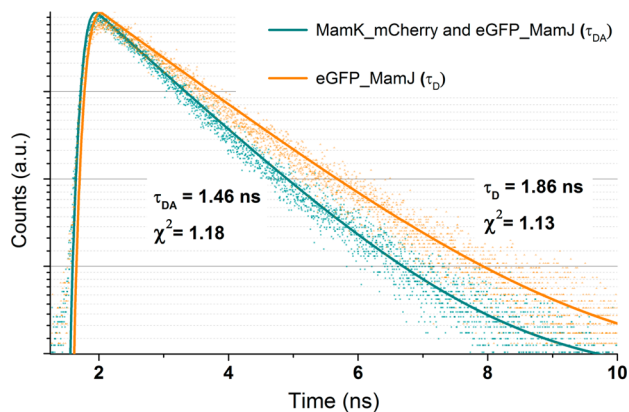 MamK_mCherry and eGFP_MamJ (τDA)
eGFP_MamJ (τD)
Counts (a.u.)
τDA = 1.46 ns
χ²= 1.18
τD = 1.86 ns
χ²= 1.13
2 4 6 8 10
Time (ns)